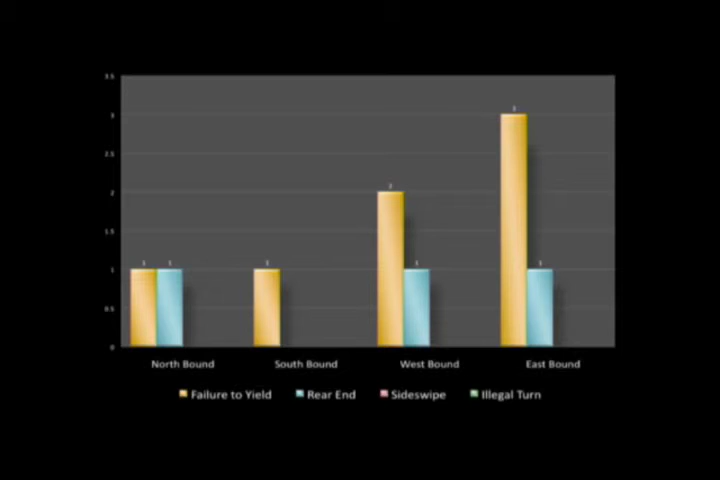 3.5
3
2.5
2
1.5
1
0.5
0
1 1 1 2 1 3 1
North Bound South Bound West Bound East Bound
Failure to Yield Rear End Sideswipe Illegal Turn